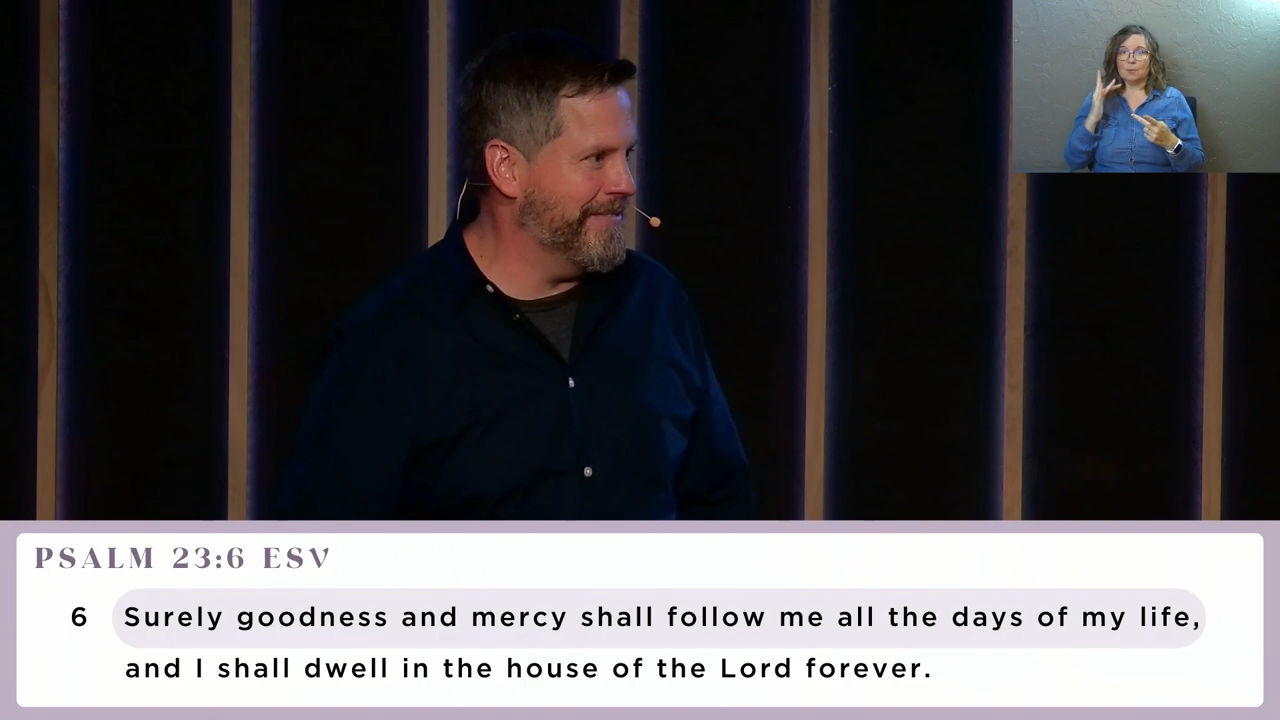 PSALM 23:6 ESV
6 Surely goodness and mercy shall follow me all the days of my life,
and I shall dwell in the house of the Lord forever.